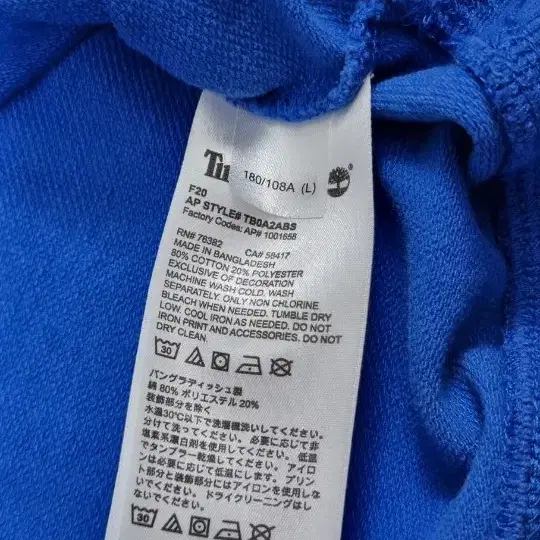 180/108A (L)
F20
AP STYLE# TB0A2ABS
Factory Codes: AP# 1001658
RN# 78382 CA# 58417
MADE IN BANGLADESH
80% COTTON 20% POLYESTER
EXCLUSIVE OF DECORATION
MACHINE WASH COLD. WASH
SEPARATELY. ONLY NON CHLORINE
BLEACH WHEN NEEDED. TUMBLE DRY
LOW. COOL IRON AS NEEDED. DO NOT
IRON PRINT AND ACCESSORIES. DO NOT
DRY CLEAN.
30
バングラディッシュ製
綿 80% ポリエステル 20%
装飾部分を除く
水温30℃以下で洗濯機洗いしてください。
分けて洗ってください。必要に応じて非
塩素系漂白剤を使用してください。低温
でタンブラー乾燥してください。アイロ
ンは必要に応じて低温にします。プリン
ト部分と装飾部分にはアイロンを使用しま
せてください。ドライクリーニングはしない
でください。
30